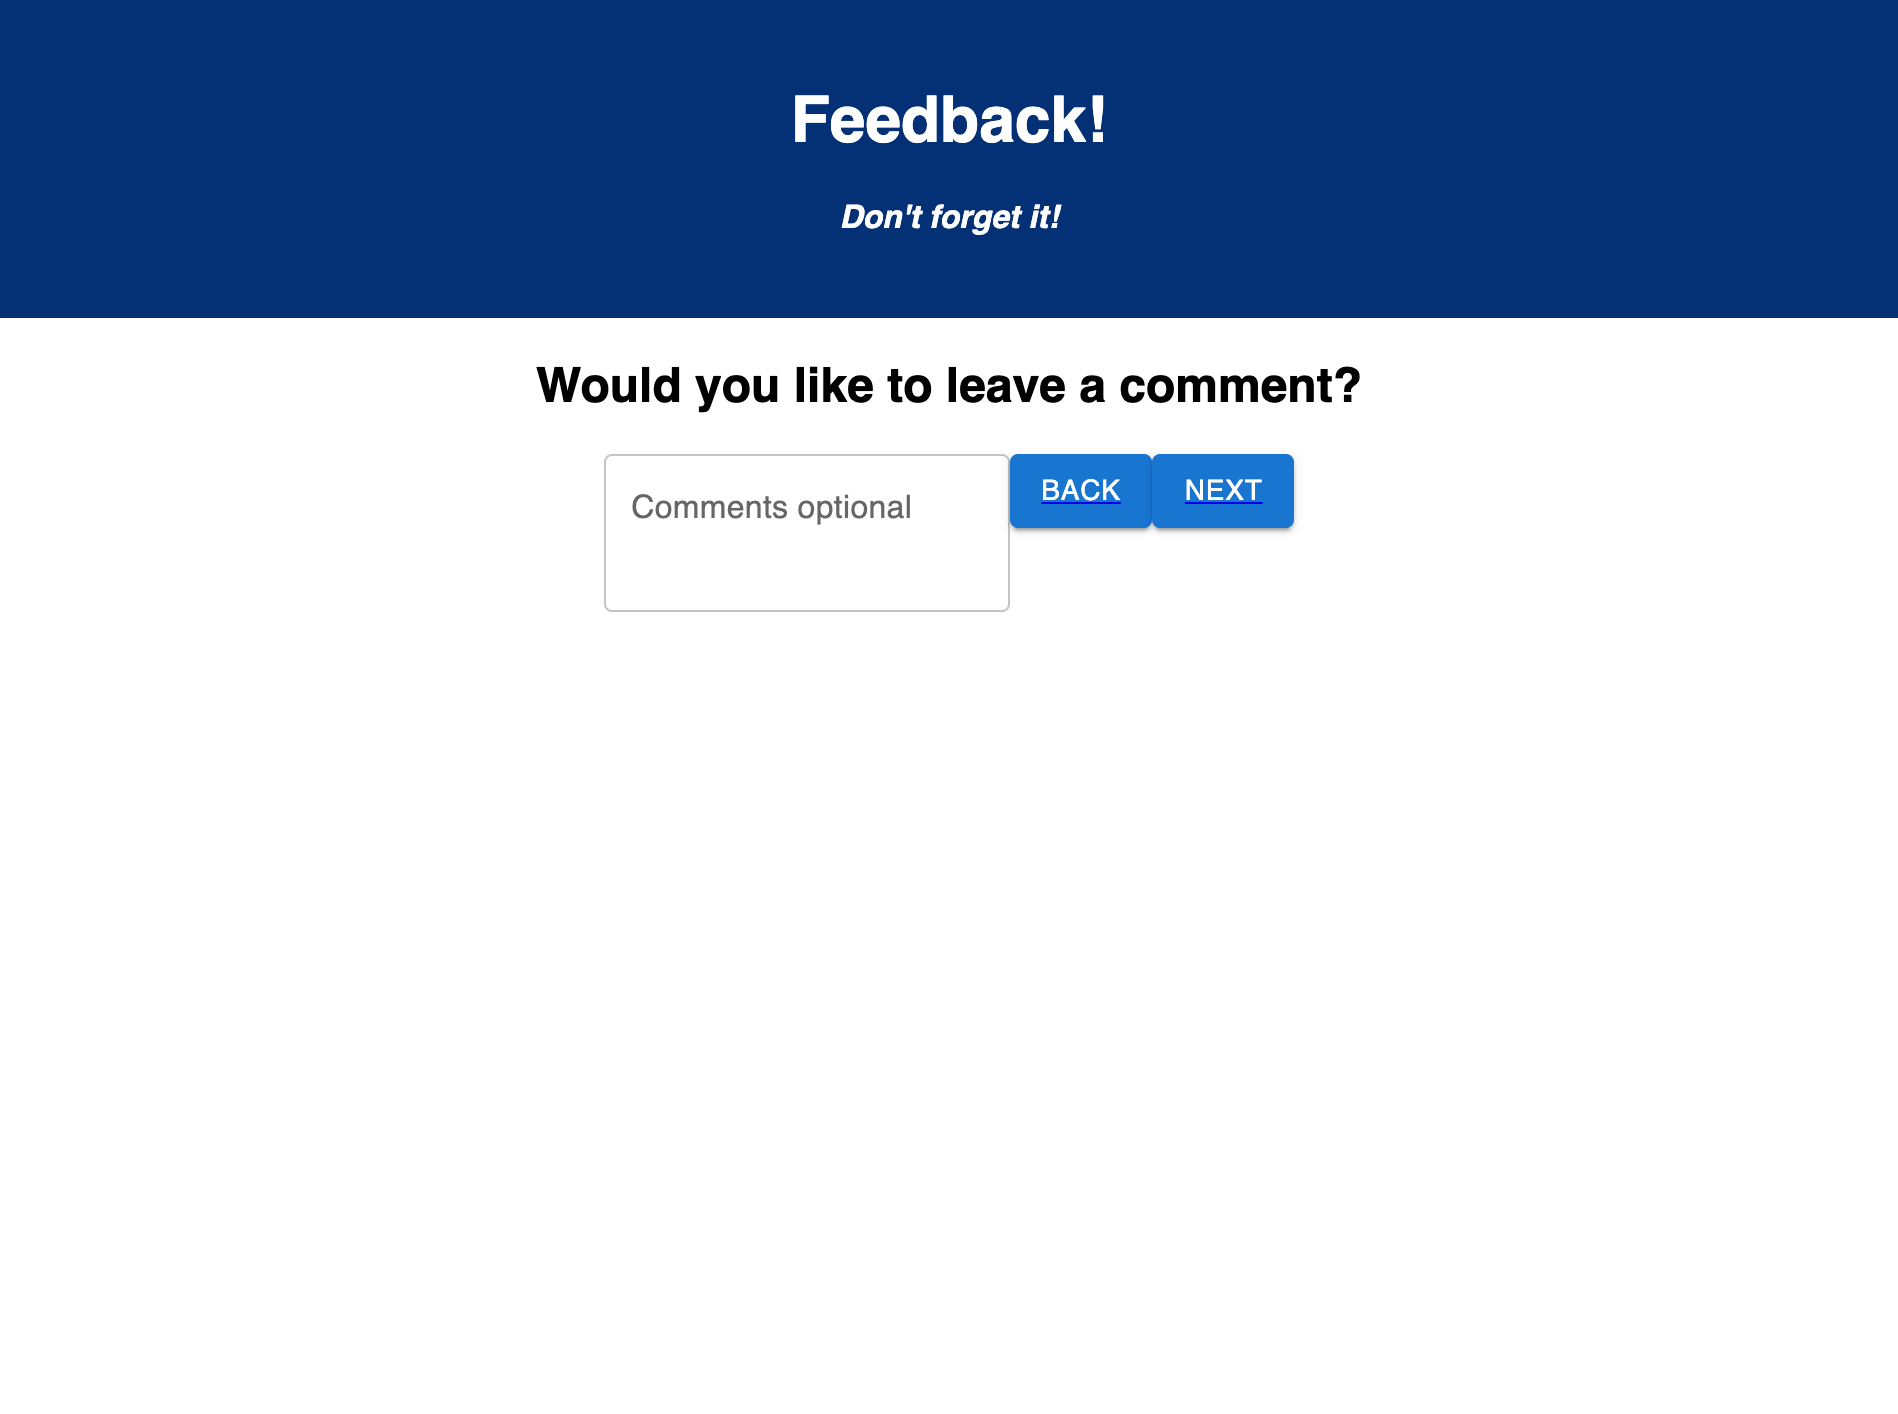 Feedback!
Don't forget it!
Would you like to leave a comment?
Comments optional
BACK
NEXT